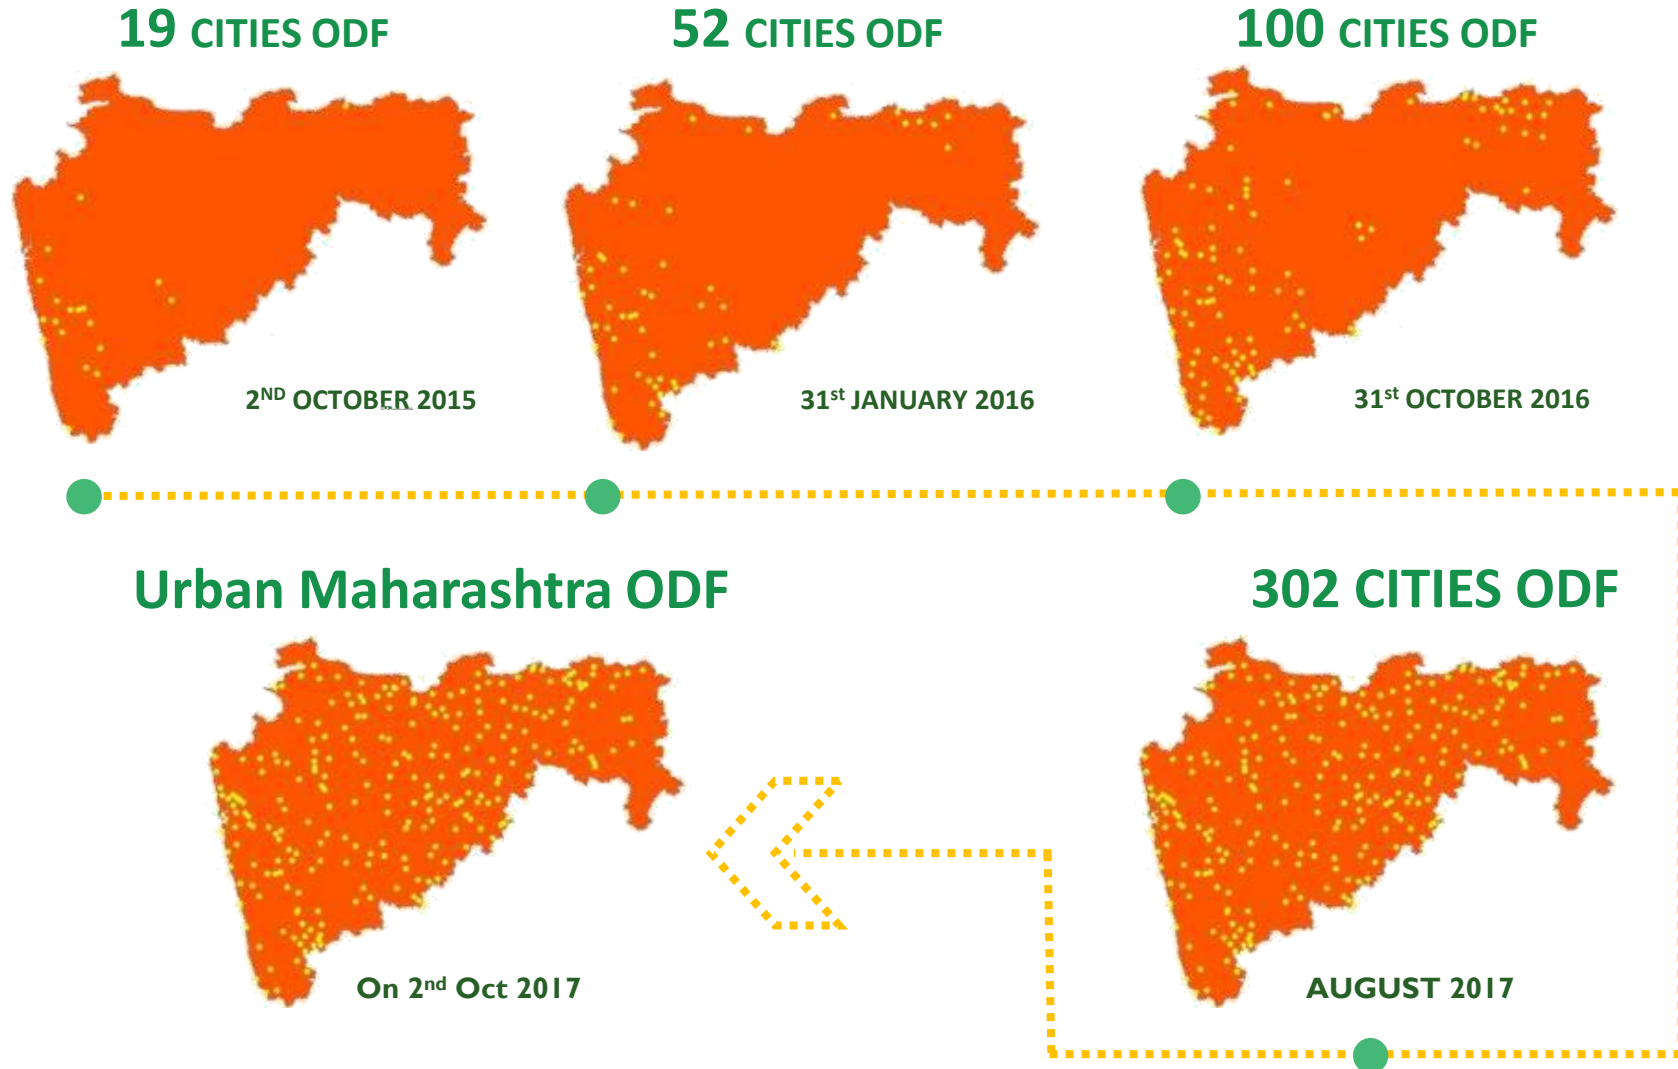 19 CITIES ODF
52 CITIES ODF
100 CITIES ODF
2ND OCTOBER 2015
31st JANUARY 2016
31st OCTOBER 2016
Urban Maharashtra ODF
302 CITIES ODF
On 2nd Oct 2017
AUGUST 2017